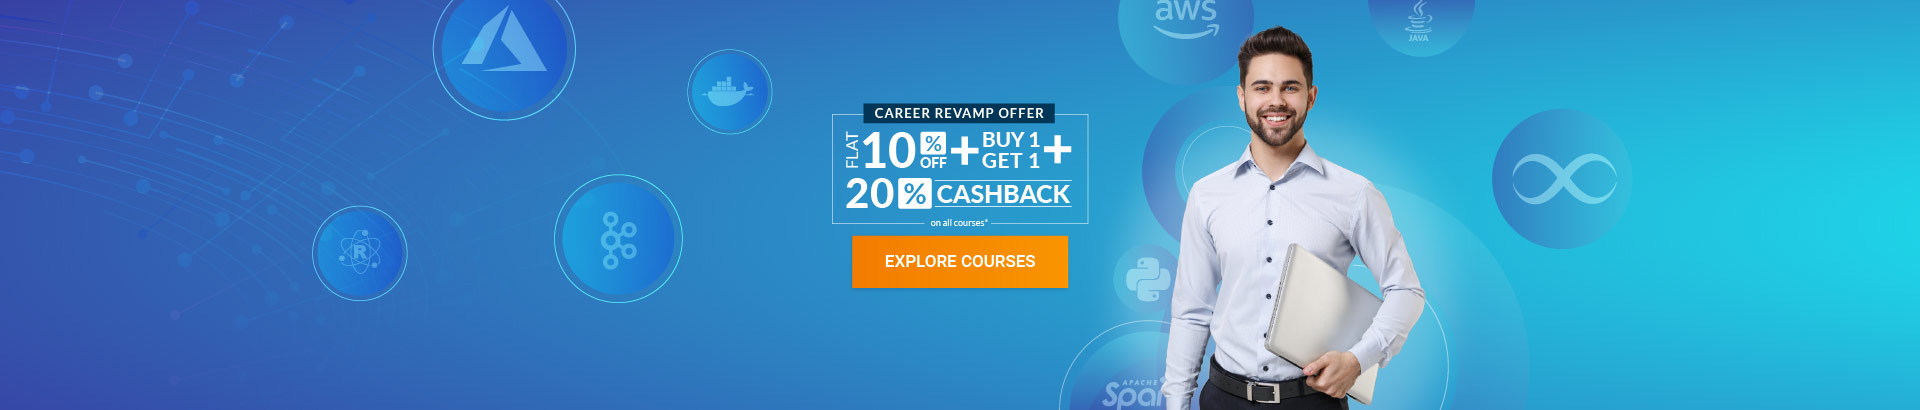 aws
JAVA
CAREER REVAMP OFFER
FLAT 10% OFF + BUY 1 GET 1 +
20% CASHBACK
on all courses*
EXPLORE COURSES
R
APACHE
Spar